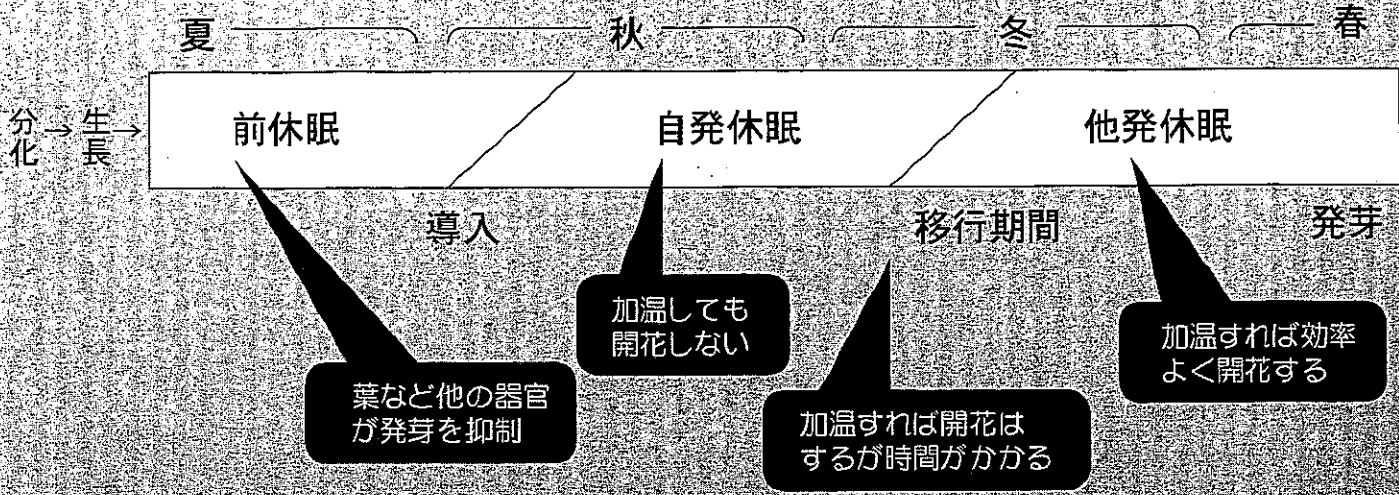 夏 秋 冬 春
分化→生長→ 前休眠 自発休眠 他発休眠
導入 移行期間 発芽
加温しても
開花しない
加温すれば効率
よく開花する
葉など他の器官
が発芽を抑制
加温すれば開花は
するが時間がかかる